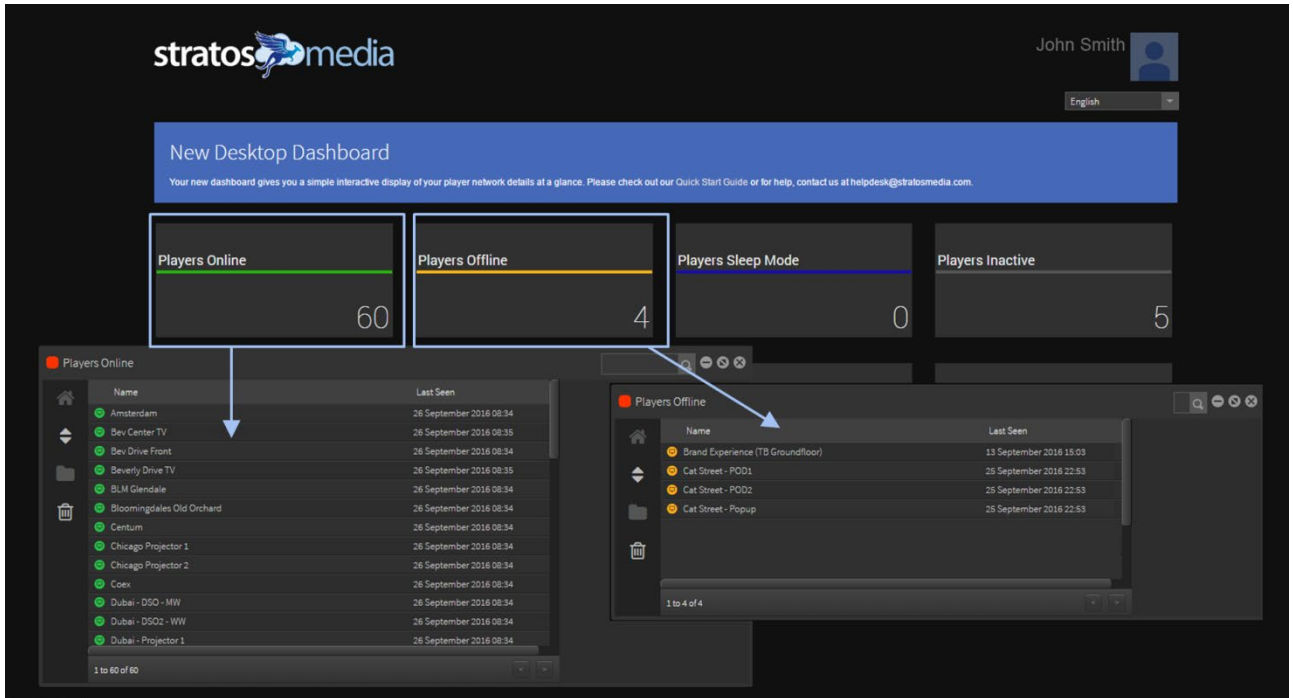 stratosmedia
John Smith
English
New Desktop Dashboard
Your new dashboard gives you a simple interactive display of your player network details at a glance. Please check out our Quick Start Guide or for help, contact us at helpdesk@stratosmedia.com.
Players Online
60
Players Offline
4
Players Sleep Mode
0
Players Inactive
5
Players Online
Name Last Seen
Amsterdam 26 September 2016 08:34
Bev Center TV 26 September 2016 08:35
Bev Drive Front 26 September 2016 08:34
Beverly Drive TV 26 September 2016 08:35
BLM Glendale 26 September 2016 08:34
Bloomingdales Old Orchard 26 September 2016 08:34
Centum 26 September 2016 08:34
Chicago Projector 1 26 September 2016 08:34
Chicago Projector 2 26 September 2016 08:34
Coex 26 September 2016 08:34
Dubai - DSO - MW 26 September 2016 08:34
Dubai - DSO2 - WW 26 September 2016 08:34
Dubai - Projector 1 26 September 2016 08:34
1 to 60 of 60
Players Offline
Name Last Seen
Brand Experience (TB Groundfloor) 13 September 2016 15:03
Cat Street - POD1 25 September 2016 22:53
Cat Street - POD2 25 September 2016 22:53
Cat Street - Popup 25 September 2016 22:53
1 to 4 of 4